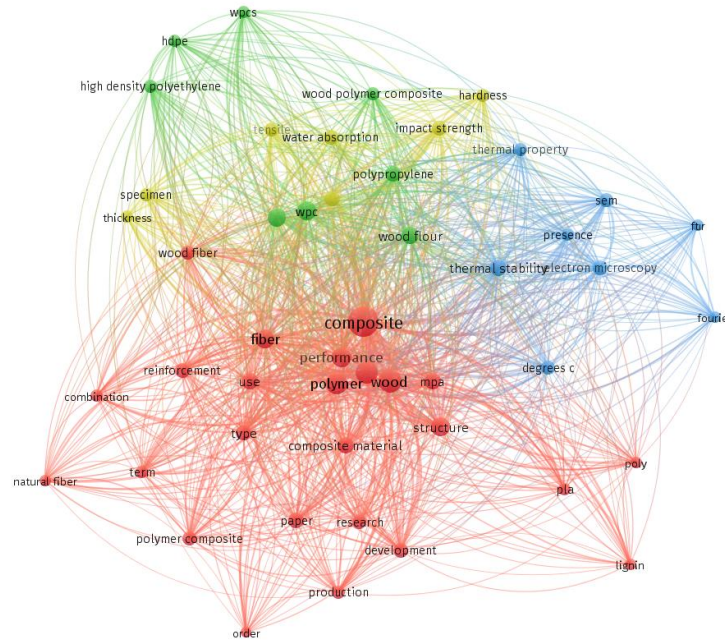 wpcs
hdpe
high density polyethylene
wood polymer composite
hardness
tensile
water absorption
impact strength
thermal property
polypropylene
specimen
sem
thickness
wpc
ftir
wood flour
presence
wood fiber
thermal stability
electron microscopy
fourie
composite
fiber
performance
degrees c
reinforcement
use
polymer
wood
mpa
combination
type
structure
composite material
poly
term
natural fiber
pla
paper
research
polymer composite
development
lignin
production
order